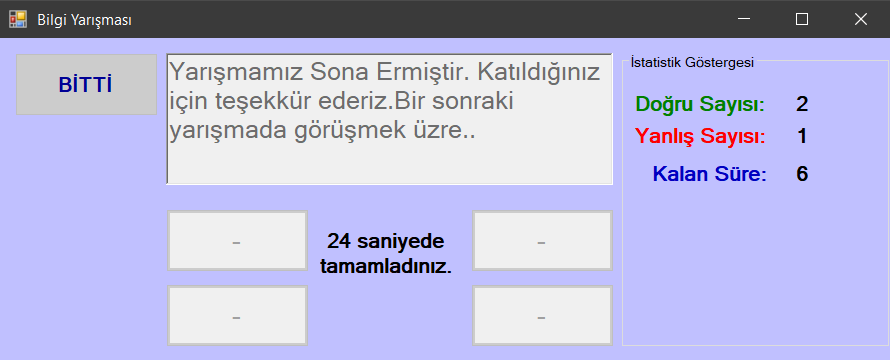 Bilgi Yarışması
BİTTİ
Yarışmamız Sona Ermiştir. Katıldığınız
için teşekkür ederiz.Bir sonraki
yarışmada görüşmek üzre..
İstatistik Göstergesi
Doğru Sayısı: 2
Yanlış Sayısı: 1
Kalan Süre: 6
-
24 saniyede
tamamladınız.
-
-
-